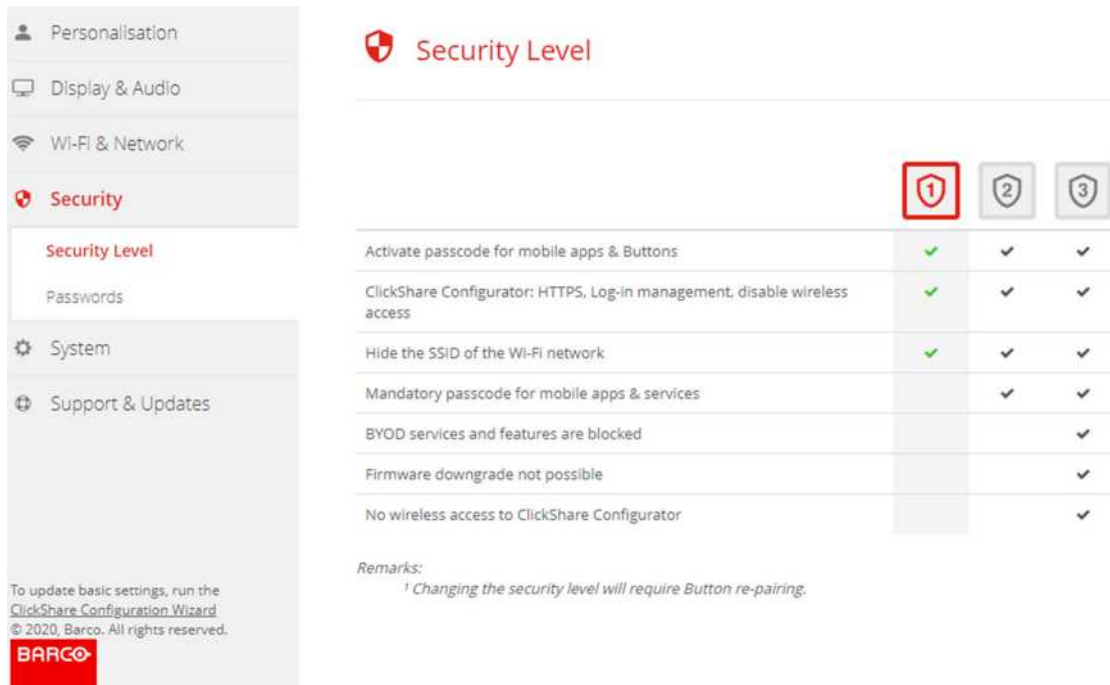 Personalisation
Display & Audio
Wi-Fi & Network
Security
Security Level
Passwords
System
Support & Updates
To update basic settings, run the
ClickShare Configuration Wizard
© 2020, Barco. All rights reserved.
BARCO
Security Level
1 2 3
Activate passcode for mobile apps & Buttons
ClickShare Configurator: HTTPS, Log-in management, disable wireless
access
Hide the SSID of the Wi-Fi network
Mandatory passcode for mobile apps & services
BYOD services and features are blocked
Firmware downgrade not possible
No wireless access to ClickShare Configurator
Remarks:
¹ Changing the security level will require Button re-pairing.